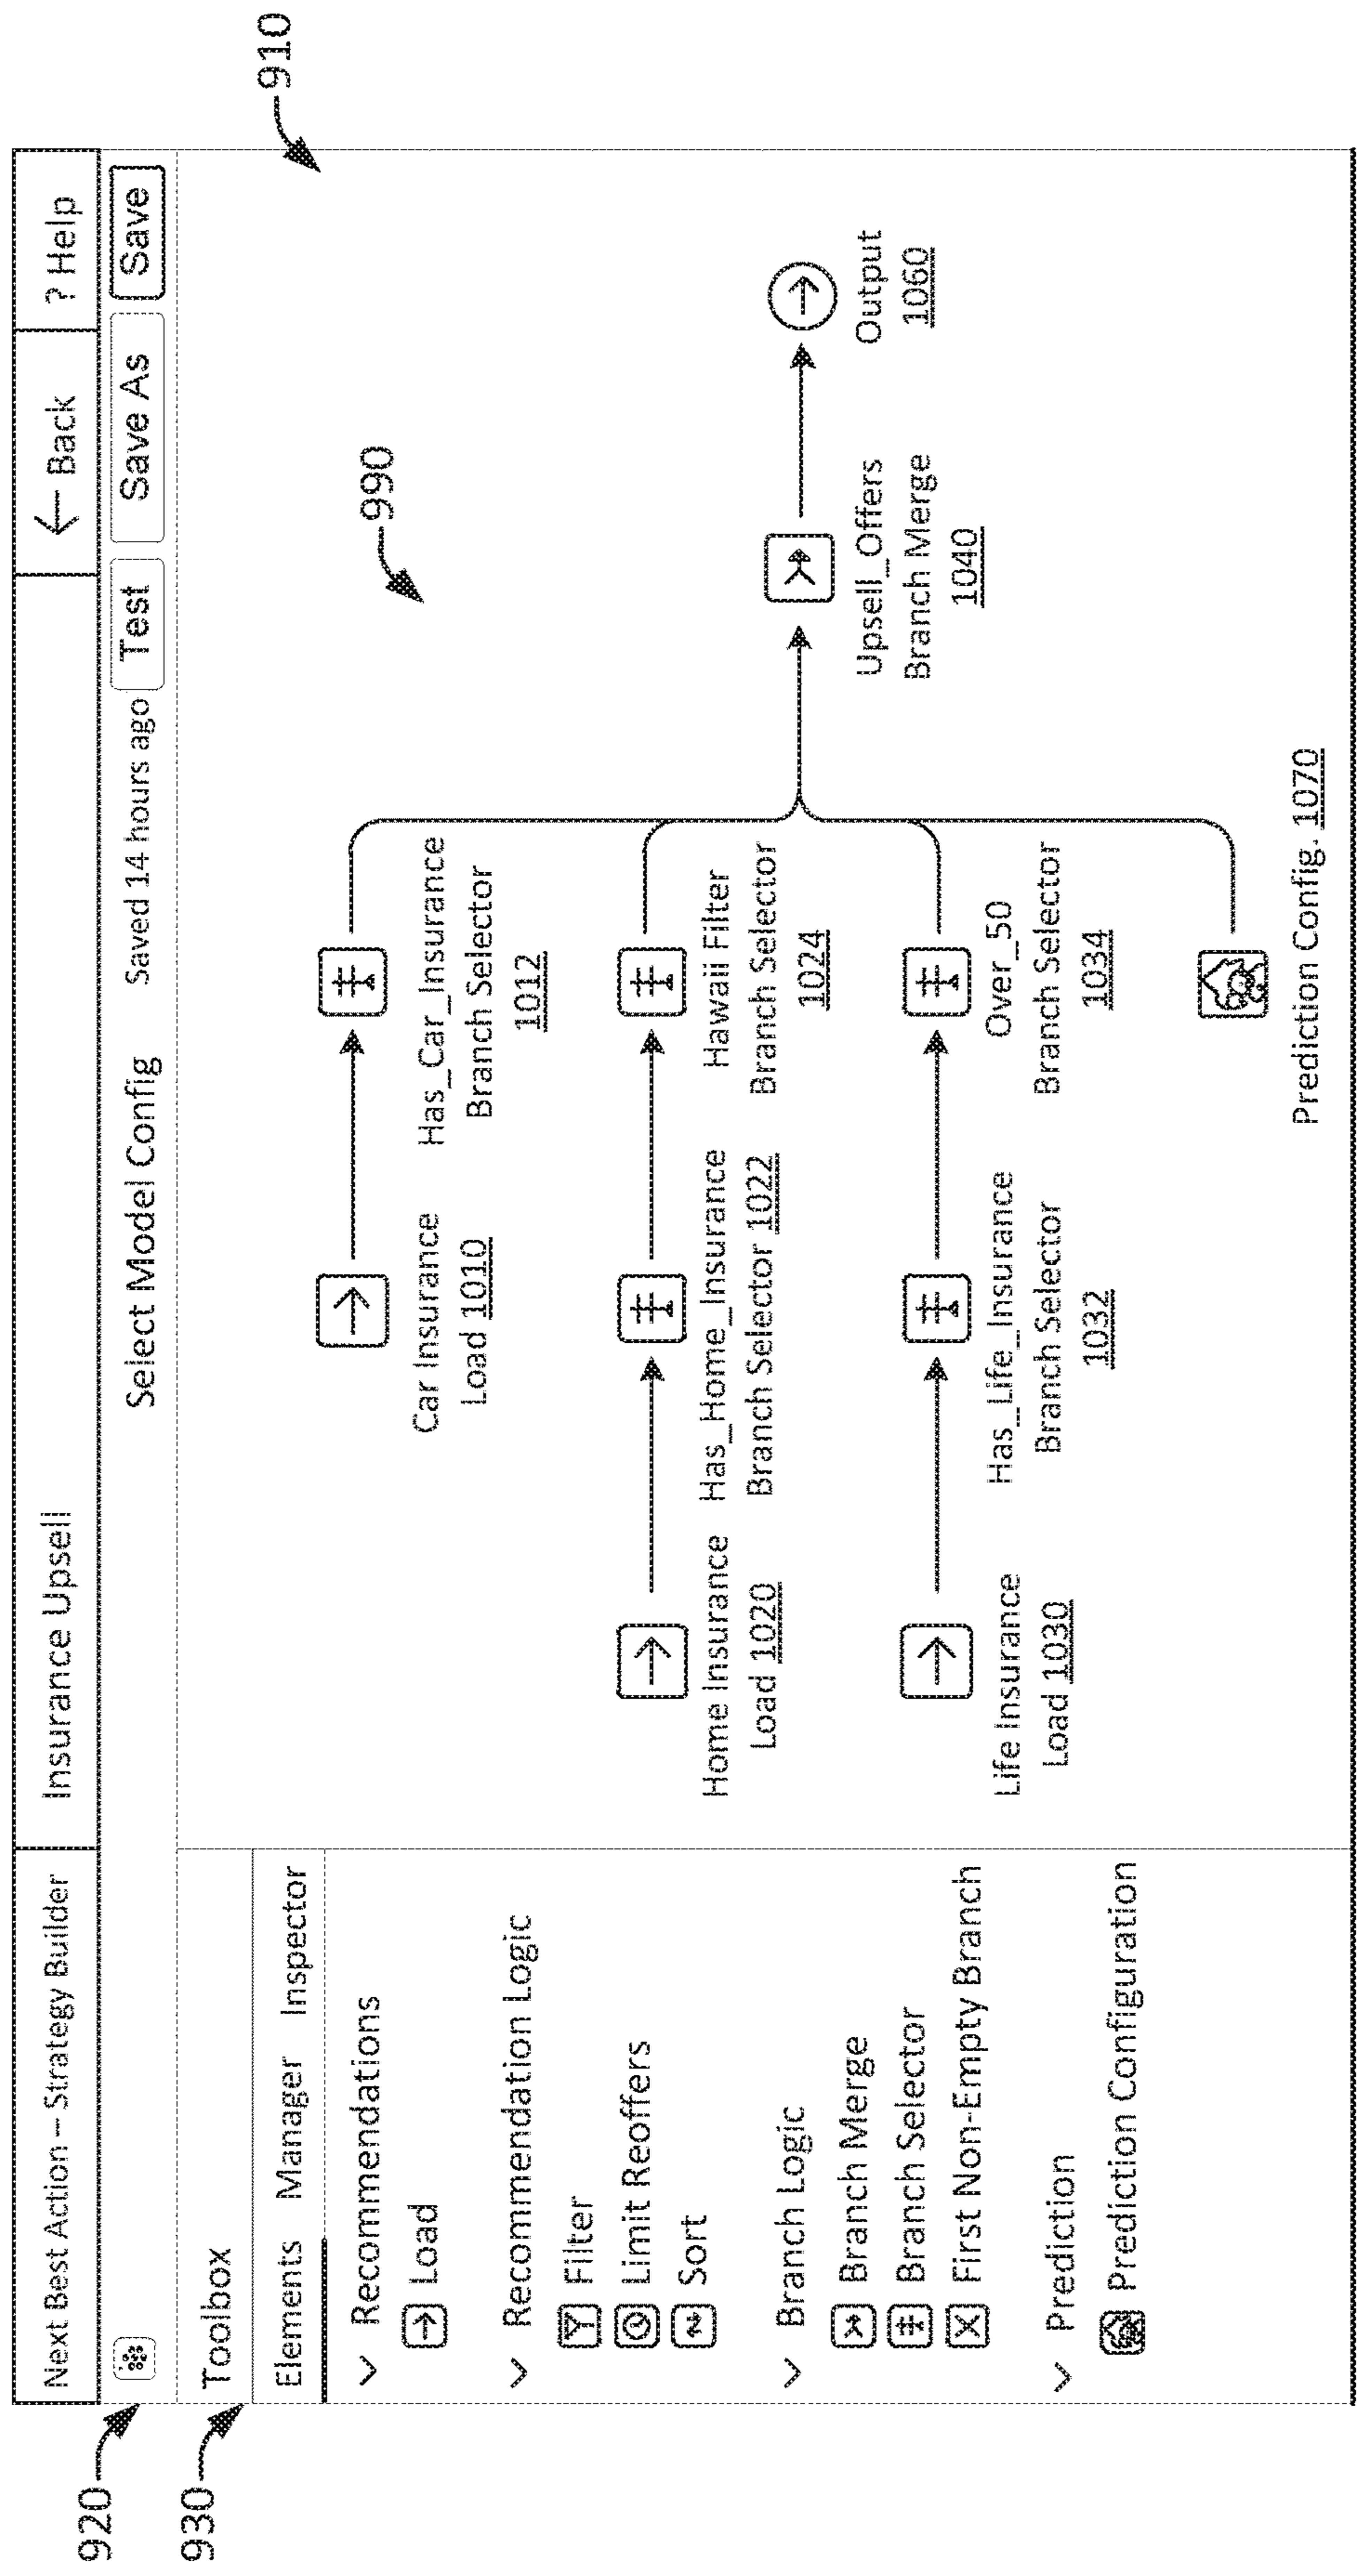 910
920
930
990
Next Best Action – Strategy Builder
Insurance Upsell
← Back
? Help
Select Model Config
Saved 14 hours ago
Test
Save As
Save
Toolbox
Elements
Manager
Inspector
Recommendations
Load
Recommendation Logic
Filter
Limit Reoffers
Sort
Branch Logic
Branch Merge
Branch Selector
First Non-Empty Branch
Prediction
Prediction Configuration
Car Insurance
Load 1010
Has_Car_Insurance
Branch Selector
1012
Home Insurance
Load 1020
Has_Home_Insurance
Branch Selector 1022
Hawaii Filter
Branch Selector
1024
Life Insurance
Load 1030
Has_Life_Insurance
Branch Selector
1032
Over_50
Branch Selector
1034
Prediction Config. 1070
Upsell_Offers
Branch Merge
1040
Output
1060